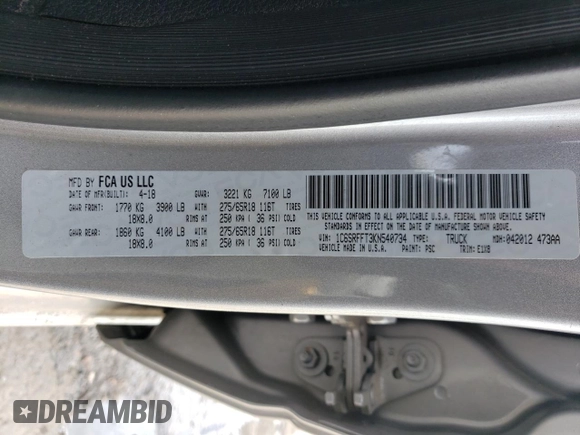 MFD BY FCA US LLC
DATE OF MFR(BUILT): 4-18 GVWR: 3221 KG 7100 LB
GAWR FRONT: 1770 KG 3900 LB WITH 275/65R18 116T TIRES
18X8.0 RIMS AT 250 KPA ( 36 PSI) COLD
GAWR REAR: 1860 KG 4100 LB WITH 275/65R18 116T TIRES
18X8.0 RIMS AT 250 KPA ( 36 PSI) COLD
THIS VEHICLE CONFORMS TO ALL APPLICABLE U.S.A. FEDERAL MOTOR VEHICLE SAFETY
STANDARDS IN EFFECT ON THE DATE OF MANUFACTURE SHOWN ABOVE.
VIN: 1C6SRFFT3KN540734 TYPE: TRUCK MDH:042012 473AA
VEHICLE MADE IN U.S.A. PAINT: PSC TRIM: E1X8
DREAMBID